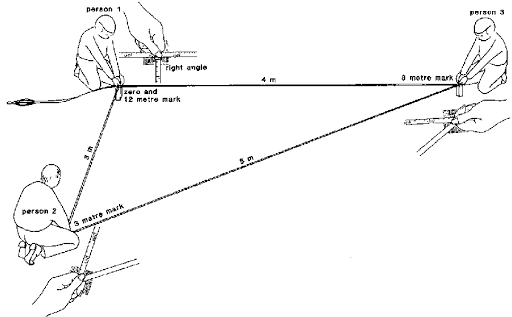 person 1
person 3
right angle
4 m
8 metre mark
zero and
12 metre mark
3 m
5 m
person 2
3 metre mark